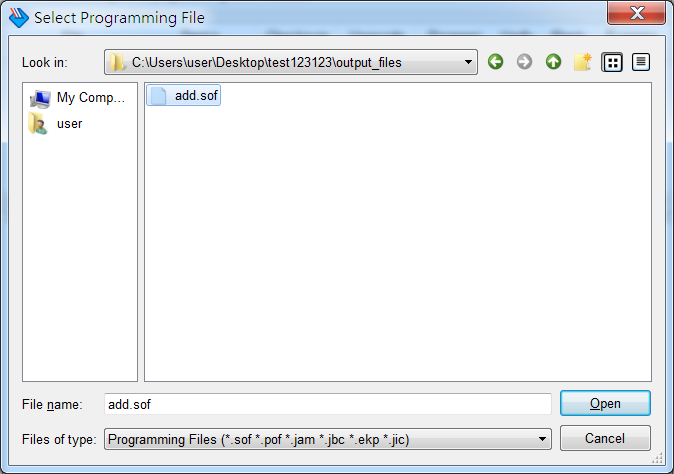 Select Programming File
Look in:
C:\Users\user\Desktop\test123123\output_files
My Comp...
user
add.sof
File name:
add.sof
Open
Files of type:
Programming Files (*.sof *.pof *.jam *.jbc *.ekp *.jic)
Cancel